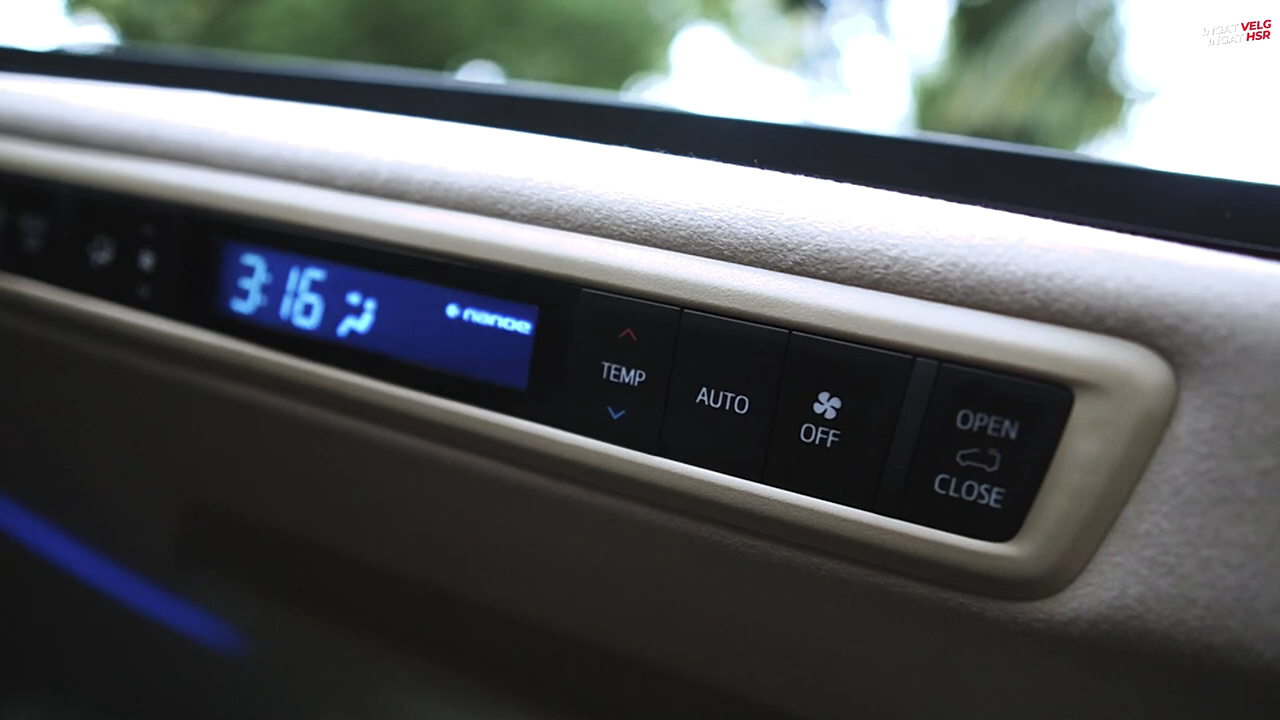 INGAT VELG
INGAT HSR
3:16
nanoe
TEMP
AUTO
OFF
OPEN
CLOSE